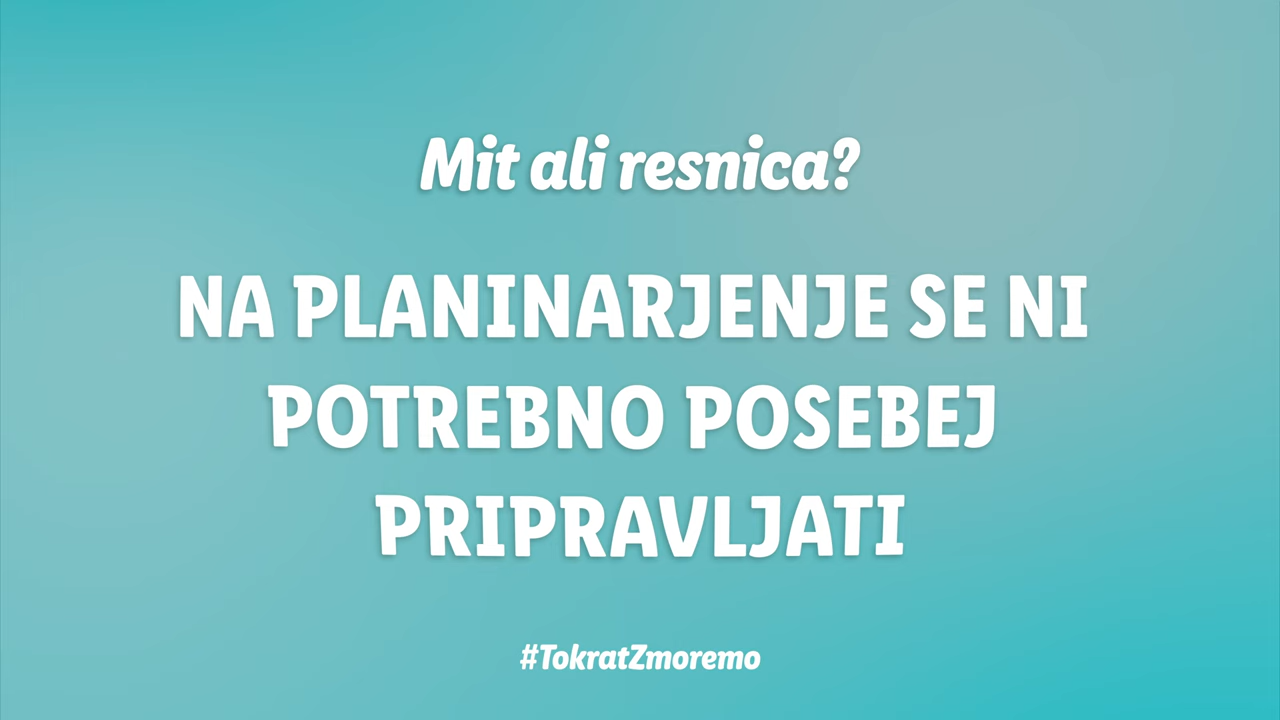 Mit ali resnica?
NA PLANINARJENJE SE NI
POTREBNO POSEBEJ
PRIPRAVLJATI
#TokratZmoremo